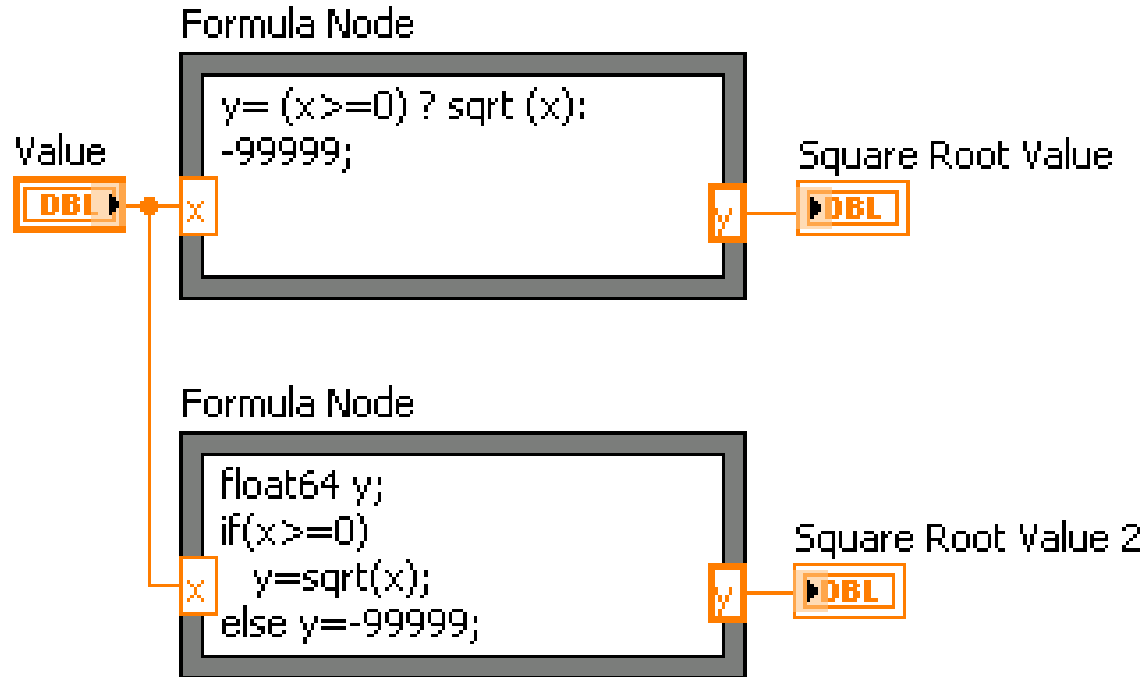 Formula Node
y= (x>=0) ? sqrt (x):
-99999;
Value
DBL
x
y
Square Root Value
DBL
Formula Node
float64 y;
if(x>=0)
y=sqrt(x);
else y=-99999;
x
y
Square Root Value 2
DBL